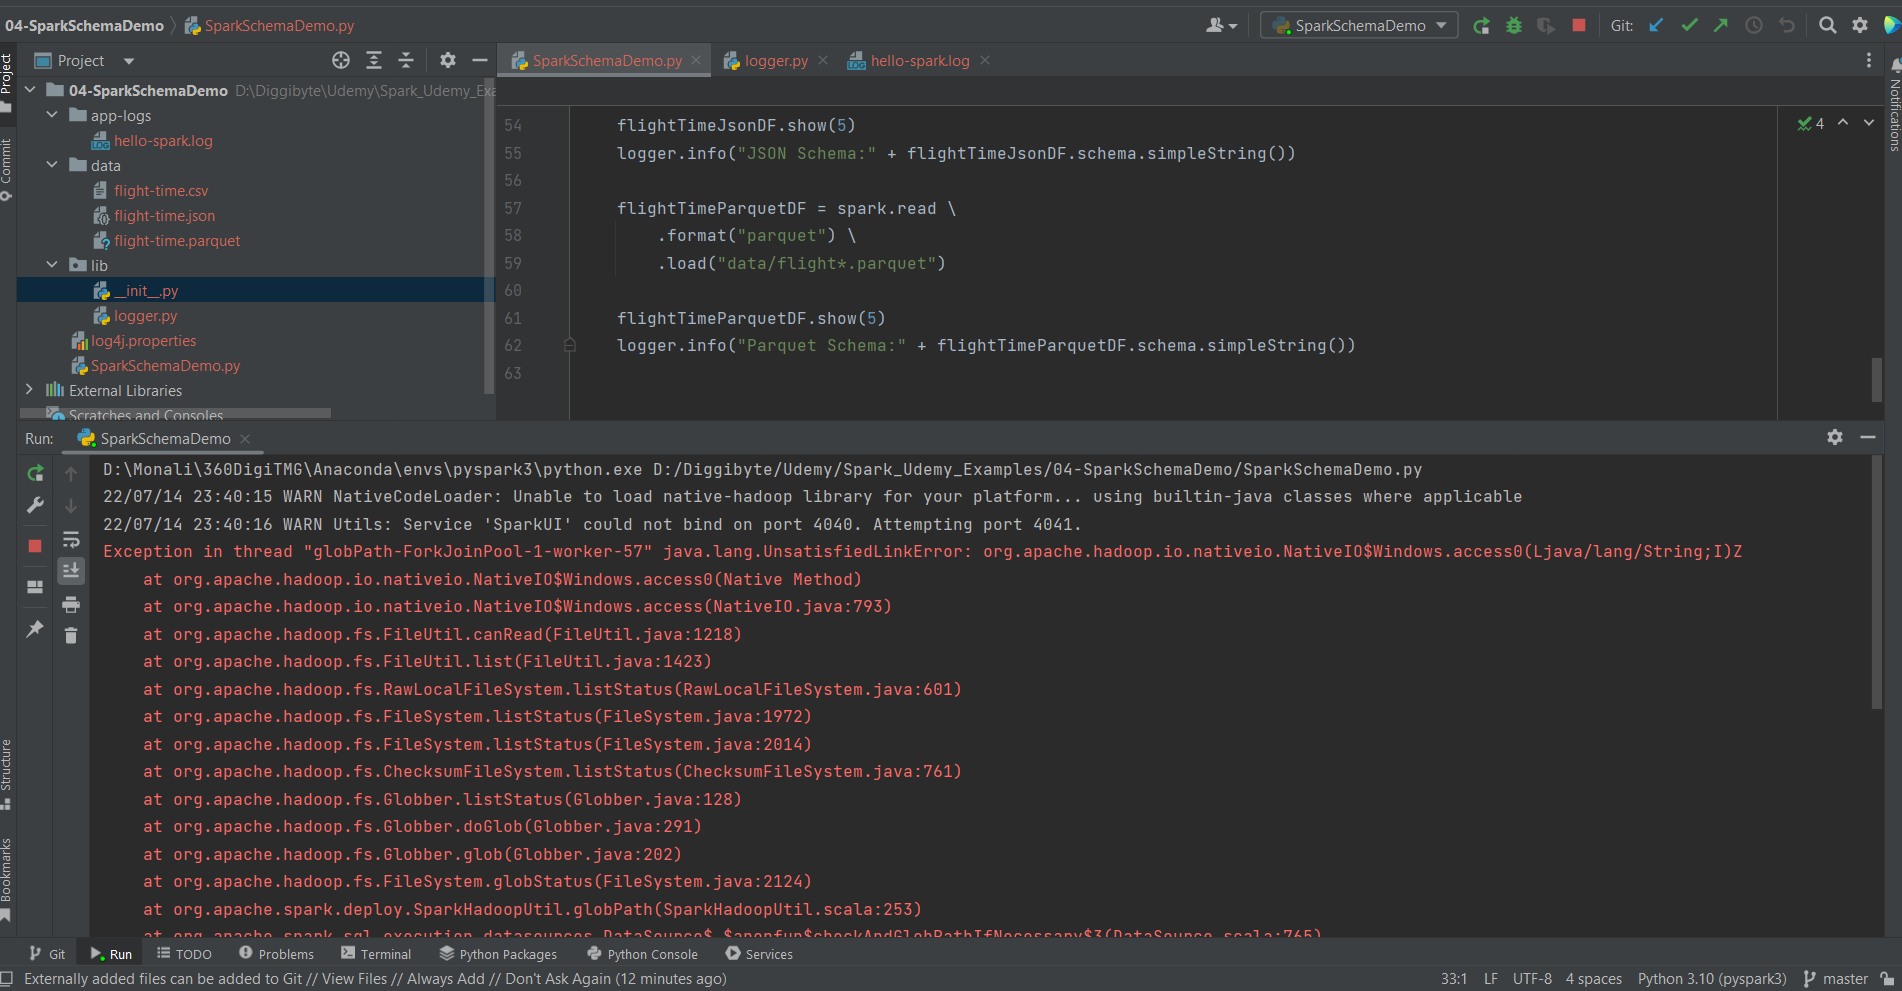 04-SparkSchemaDemo SparkSchemaDemo.py
SparkSchemaDemo Git:
Project
SparkSchemaDemo.py logger.py hello-spark.log
04-SparkSchemaDemo D:\Diggibyte\Udemy\Spark_Udemy_Exa
app-logs
hello-spark.log
data
flight-time.csv
flight-time.json
flight-time.parquet
lib
__init__.py
logger.py
log4j.properties
SparkSchemaDemo.py
External Libraries
Scratches and Consoles
Project
Commit
Structure
Bookmarks
Notifications
4
54 flightTimeJsonDF.show(5)
55 logger.info("JSON Schema:" + flightTimeJsonDF.schema.simpleString())
56
57 flightTimeParquetDF = spark.read \
58 .format("parquet") \
59 .load("data/flight*.parquet")
60
61 flightTimeParquetDF.show(5)
62 logger.info("Parquet Schema:" + flightTimeParquetDF.schema.simpleString())
63
Run: SparkSchemaDemo
D:\Monali\360DigiTMG\Anaconda\envs\pyspark3\python.exe D:/Diggibyte/Udemy/Spark_Udemy_Examples/04-SparkSchemaDemo/SparkSchemaDemo.py
22/07/14 23:40:15 WARN NativeCodeLoader: Unable to load native-hadoop library for your platform... using builtin-java classes where applicable
22/07/14 23:40:16 WARN Utils: Service 'SparkUI' could not bind on port 4040. Attempting port 4041.
Exception in thread "globPath-ForkJoinPool-1-worker-57" java.lang.UnsatisfiedLinkError: org.apache.hadoop.io.nativeio.NativeIO$Windows.access0(Ljava/lang/String;I)Z
at org.apache.hadoop.io.nativeio.NativeIO$Windows.access0(Native Method)
at org.apache.hadoop.io.nativeio.NativeIO$Windows.access(NativeIO.java:793)
at org.apache.hadoop.fs.FileUtil.canRead(FileUtil.java:1218)
at org.apache.hadoop.fs.FileUtil.list(FileUtil.java:1423)
at org.apache.hadoop.fs.RawLocalFileSystem.listStatus(RawLocalFileSystem.java:601)
at org.apache.hadoop.fs.FileSystem.listStatus(FileSystem.java:1972)
at org.apache.hadoop.fs.FileSystem.listStatus(FileSystem.java:2014)
at org.apache.hadoop.fs.ChecksumFileSystem.listStatus(ChecksumFileSystem.java:761)
at org.apache.hadoop.fs.Globber.listStatus(Globber.java:128)
at org.apache.hadoop.fs.Globber.doGlob(Globber.java:291)
at org.apache.hadoop.fs.Globber.glob(Globber.java:202)
at org.apache.hadoop.fs.FileSystem.globStatus(FileSystem.java:2124)
at org.apache.spark.deploy.SparkHadoopUtil.globPath(SparkHadoopUtil.scala:253)
at org.apache.spark.sql.execution.datasources.DataSource$.$anonfun$checkAndGlobPathIfNecessary$3(DataSource.scala:765)
Git Run TODO Problems Terminal Python Packages Python Console Services
Externally added files can be added to Git // View Files // Always Add // Don't Ask Again (12 minutes ago)
33:1 LF UTF-8 4 spaces Python 3.10 (pyspark3) master